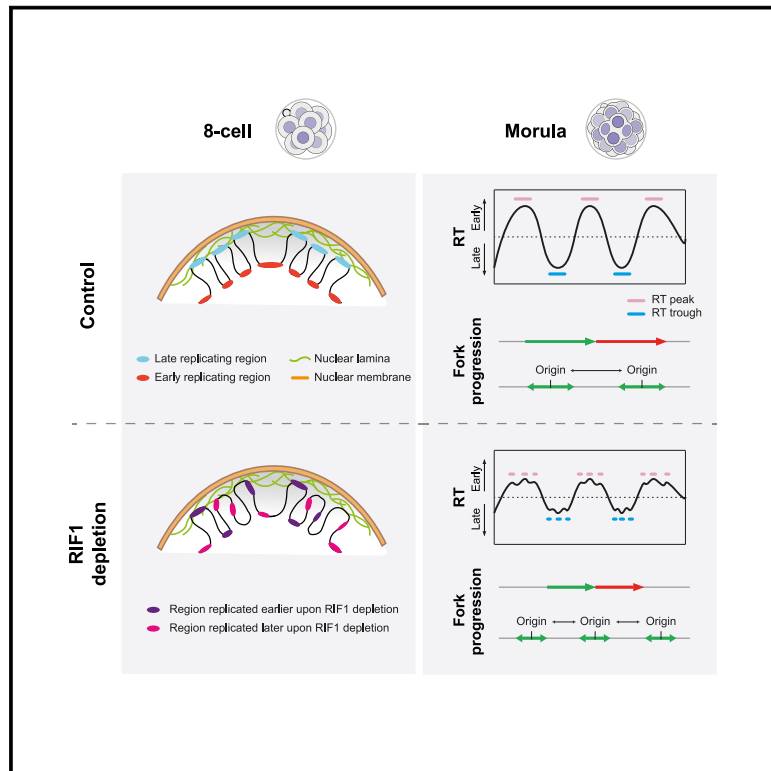 8-cell
Morula
Control
Late replicating region
Early replicating region
Nuclear lamina
Nuclear membrane
RT
Late
Early
RT peak
RT trough
Fork
progression
Origin
Origin
RIF1
depletion
Region replicated earlier upon RIF1 depletion
Region replicated later upon RIF1 depletion
RT
Late
Early
Fork
progression
Origin
Origin
Origin